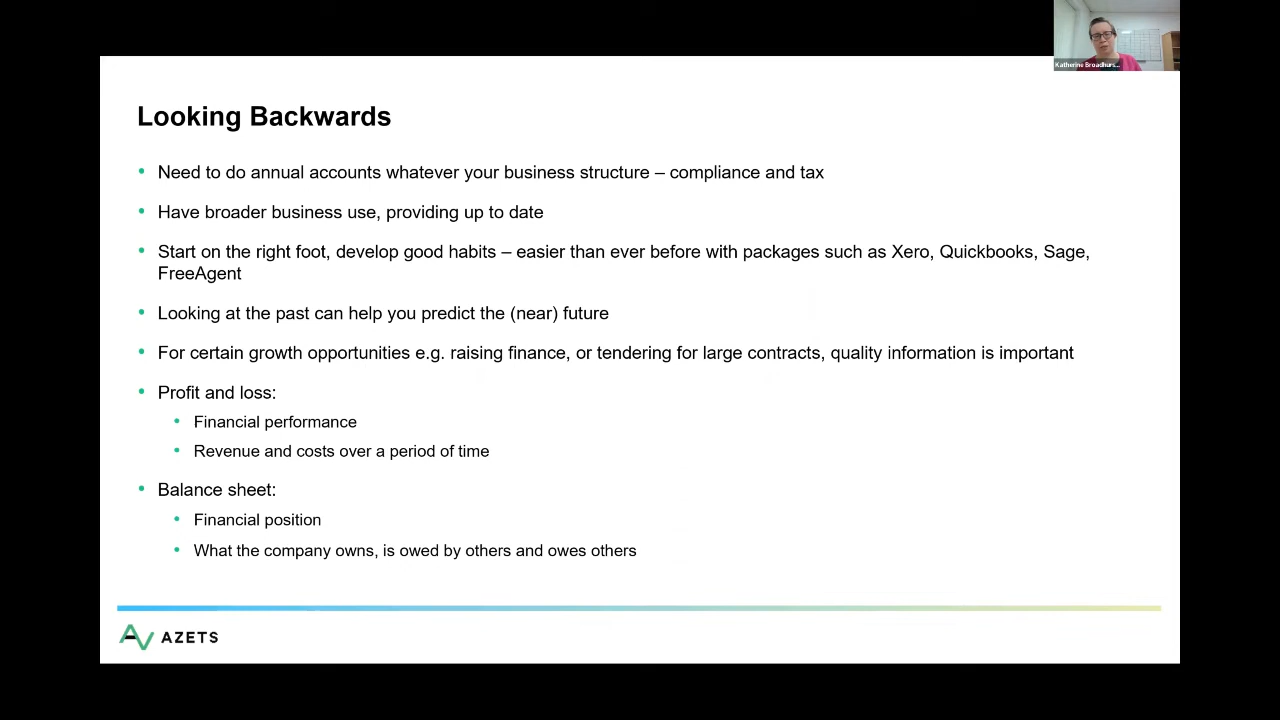 Katherine Broadhurs...
Looking Backwards
• Need to do annual accounts whatever your business structure – compliance and tax
• Have broader business use, providing up to date
• Start on the right foot, develop good habits – easier than ever before with packages such as Xero, Quickbooks, Sage,
FreeAgent
• Looking at the past can help you predict the (near) future
• For certain growth opportunities e.g. raising finance, or tendering for large contracts, quality information is important
• Profit and loss:
• Financial performance
• Revenue and costs over a period of time
• Balance sheet:
• Financial position
• What the company owns, is owed by others and owes others
AZETS